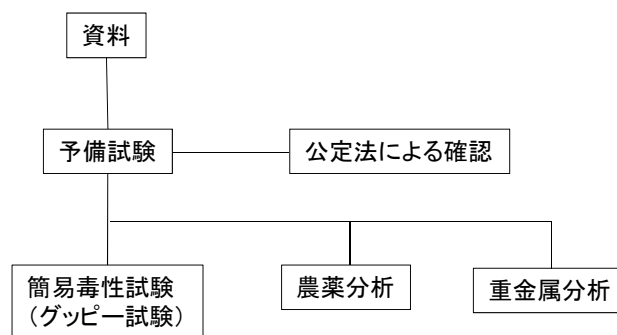 資料
予備試験
公定法による確認
簡易毒性試験
（グッピー試験）
農薬分析
重金属分析